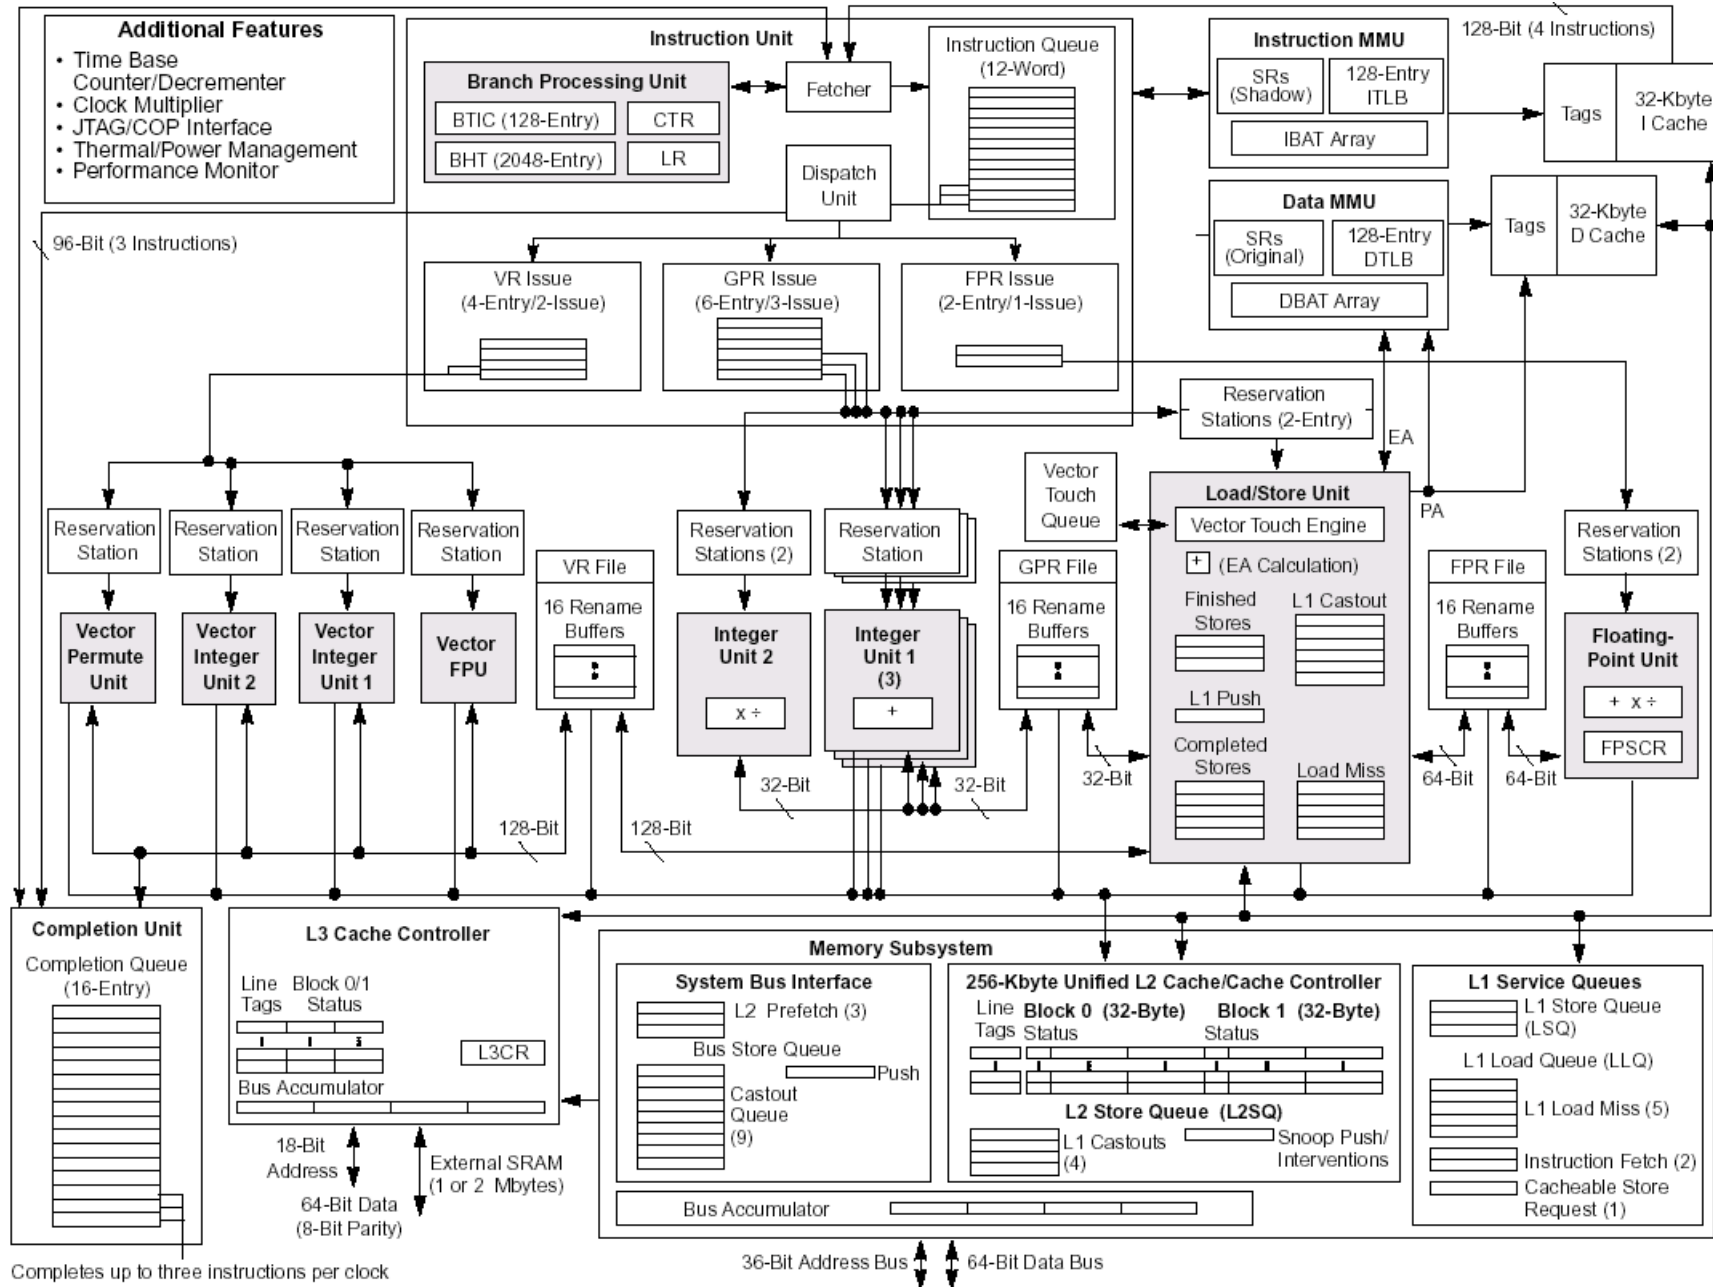 Additional Features
• Time Base
Counter/Decrementer
• Clock Multiplier
• JTAG/COP Interface
• Thermal/Power Management
• Performance Monitor
96-Bit (3 Instructions)
Instruction Unit
Branch Processing Unit
BTIC (128-Entry)
CTR
BHT (2048-Entry)
LR
Fetcher
Dispatch
Unit
Instruction Queue
(12-Word)
128-Bit (4 Instructions)
Instruction MMU
SRs
(Shadow)
128-Entry
ITLB
IBAT Array
Tags
32-Kbyte
I Cache
Data MMU
SRs
(Original)
128-Entry
DTLB
DBAT Array
Tags
32-Kbyte
D Cache
VR Issue
(4-Entry/2-Issue)
GPR Issue
(6-Entry/3-Issue)
FPR Issue
(2-Entry/1-Issue)
Reservation
Stations (2-Entry)
EA
PA
Reservation
Station
Reservation
Station
Reservation
Station
Reservation
Station
Vector
Permute
Unit
Vector
Integer
Unit 2
Vector
Integer
Unit 1
Vector
FPU
VR File
16 Rename
Buffers
Reservation
Stations (2)
Integer
Unit 2
x ÷
Reservation
Station
Integer
Unit 1
(3)
+
Vector
Touch
Queue
GPR File
16 Rename
Buffers
Load/Store Unit
Vector Touch Engine
+ (EA Calculation)
Finished
Stores
L1 Castout
L1 Push
Completed
Stores
Load Miss
FPR File
16 Rename
Buffers
Reservation
Stations (2)
Floating-
Point Unit
+ x ÷
FPSCR
32-Bit
32-Bit
32-Bit
64-Bit
64-Bit
128-Bit
128-Bit
Completion Unit
Completion Queue
(16-Entry)
Completes up to three instructions per clock
L3 Cache Controller
Line
Tags
Block 0/1
Status
L3CR
Bus Accumulator
18-Bit
Address
64-Bit Data
(8-Bit Parity)
External SRAM
(1 or 2 Mbytes)
Memory Subsystem
System Bus Interface
L2 Prefetch (3)
Bus Store Queue
Push
Castout
Queue
(9)
256-Kbyte Unified L2 Cache/Cache Controller
Line
Tags
Block 0 (32-Byte)
Status
Block 1 (32-Byte)
Status
L2 Store Queue (L2SQ)
L1 Castouts
(4)
Snoop Push/
Interventions
L1 Service Queues
L1 Store Queue
(LSQ)
L1 Load Queue (LLQ)
L1 Load Miss (5)
Instruction Fetch (2)
Cacheable Store
Request (1)
Bus Accumulator
36-Bit Address Bus
64-Bit Data Bus